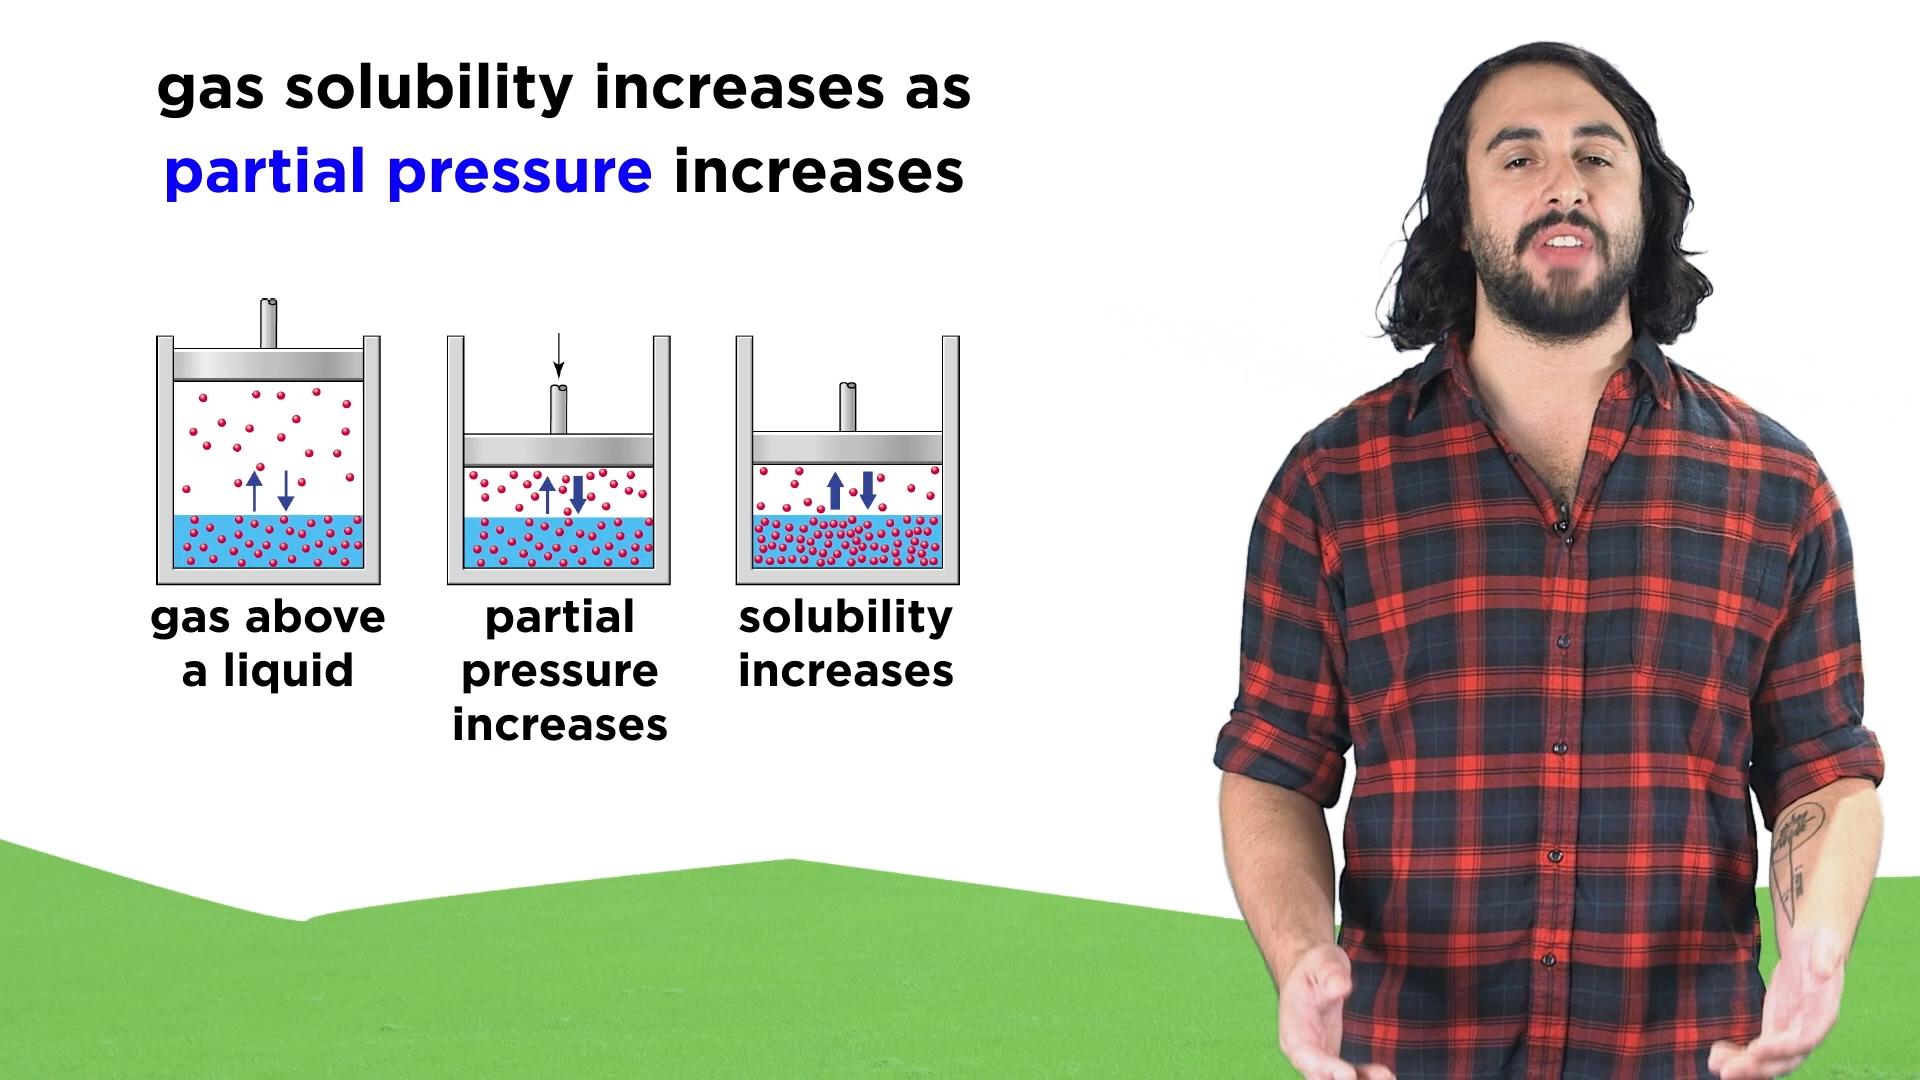 gas solubility increases as
partial pressure increases
gas above
a liquid
partial
pressure
increases
solubility
increases